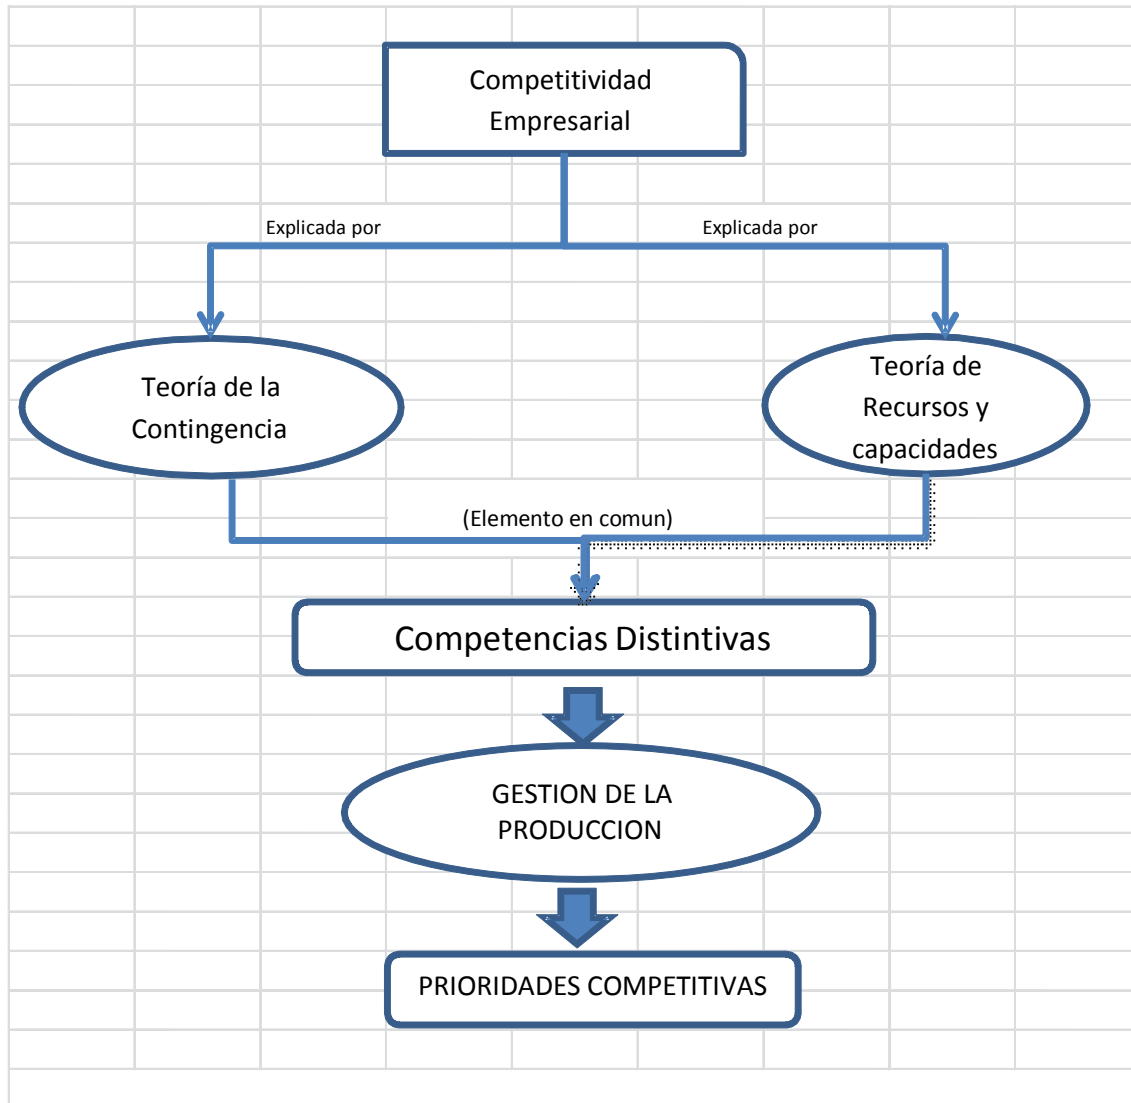 Competitividad
Empresarial
Explicada por
Explicada por
Teoría de la
Contingencia
Teoría de
Recursos y
capacidades
(Elemento en comun)
Competencias Distintivas
GESTION DE LA
PRODUCCION
PRIORIDADES COMPETITIVAS